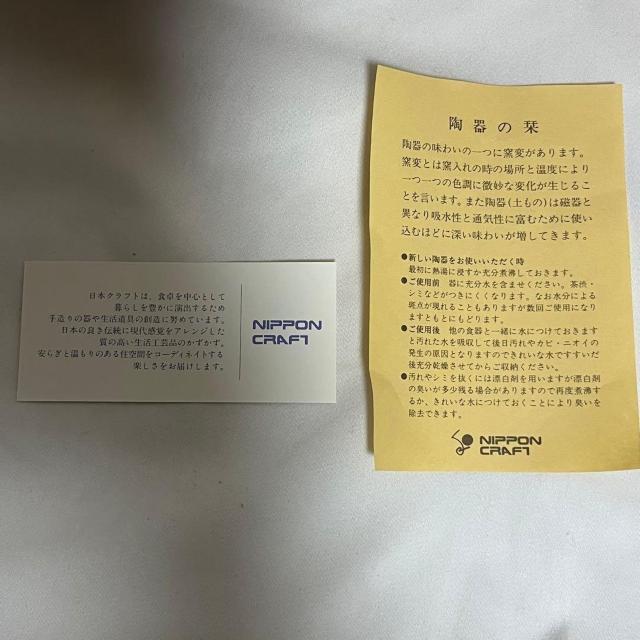 日本クラフトは、食卓を中心として
暮らしを豊かに演出するため
手造りの器や生活道具の創造に努めています。
日本の良き伝統に現代感覚をアレンジした
質の高い生活工芸品のかずかず。
安らぎと温もりのある住空間をコーディネイトする
楽しさをお届けします。
NIPPON
CRAFT
陶器の栞
陶器の味わいの一つに窯変があります。
窯変とは窯入れの時の場所と温度により
一つ一つの色調に微妙な変化が生じるこ
とを言います。また陶器(土もの)は磁器と
異なり吸水性と通気性に富むために使い
込むほどに深い味わいが増してきます。
●新しい陶器をお使いいただく時
最初に熱湯に浸すか充分煮沸しておきます。
●ご使用前 器に充分水を含ませください。茶渋・
シミなどがつきにくくなります。なお水分による
斑点が現れることもありますが数回ご使用になり
ますともとにもどります。
●ご使用後 他の食器と一緒に水につけておきます
と汚れた水を吸収して後日汚れやカビ・ニオイの
発生の原因となりますのできれいな水ですすいだ
後充分乾燥させてからご収納ください。
●汚れやシミを抜くには漂白剤を用いますが漂白剤
の臭いが多少残る場合がありますので再度煮沸す
るか、きれいな水につけておくことにより臭いを
除去できます。
NIPPON
CRAFT